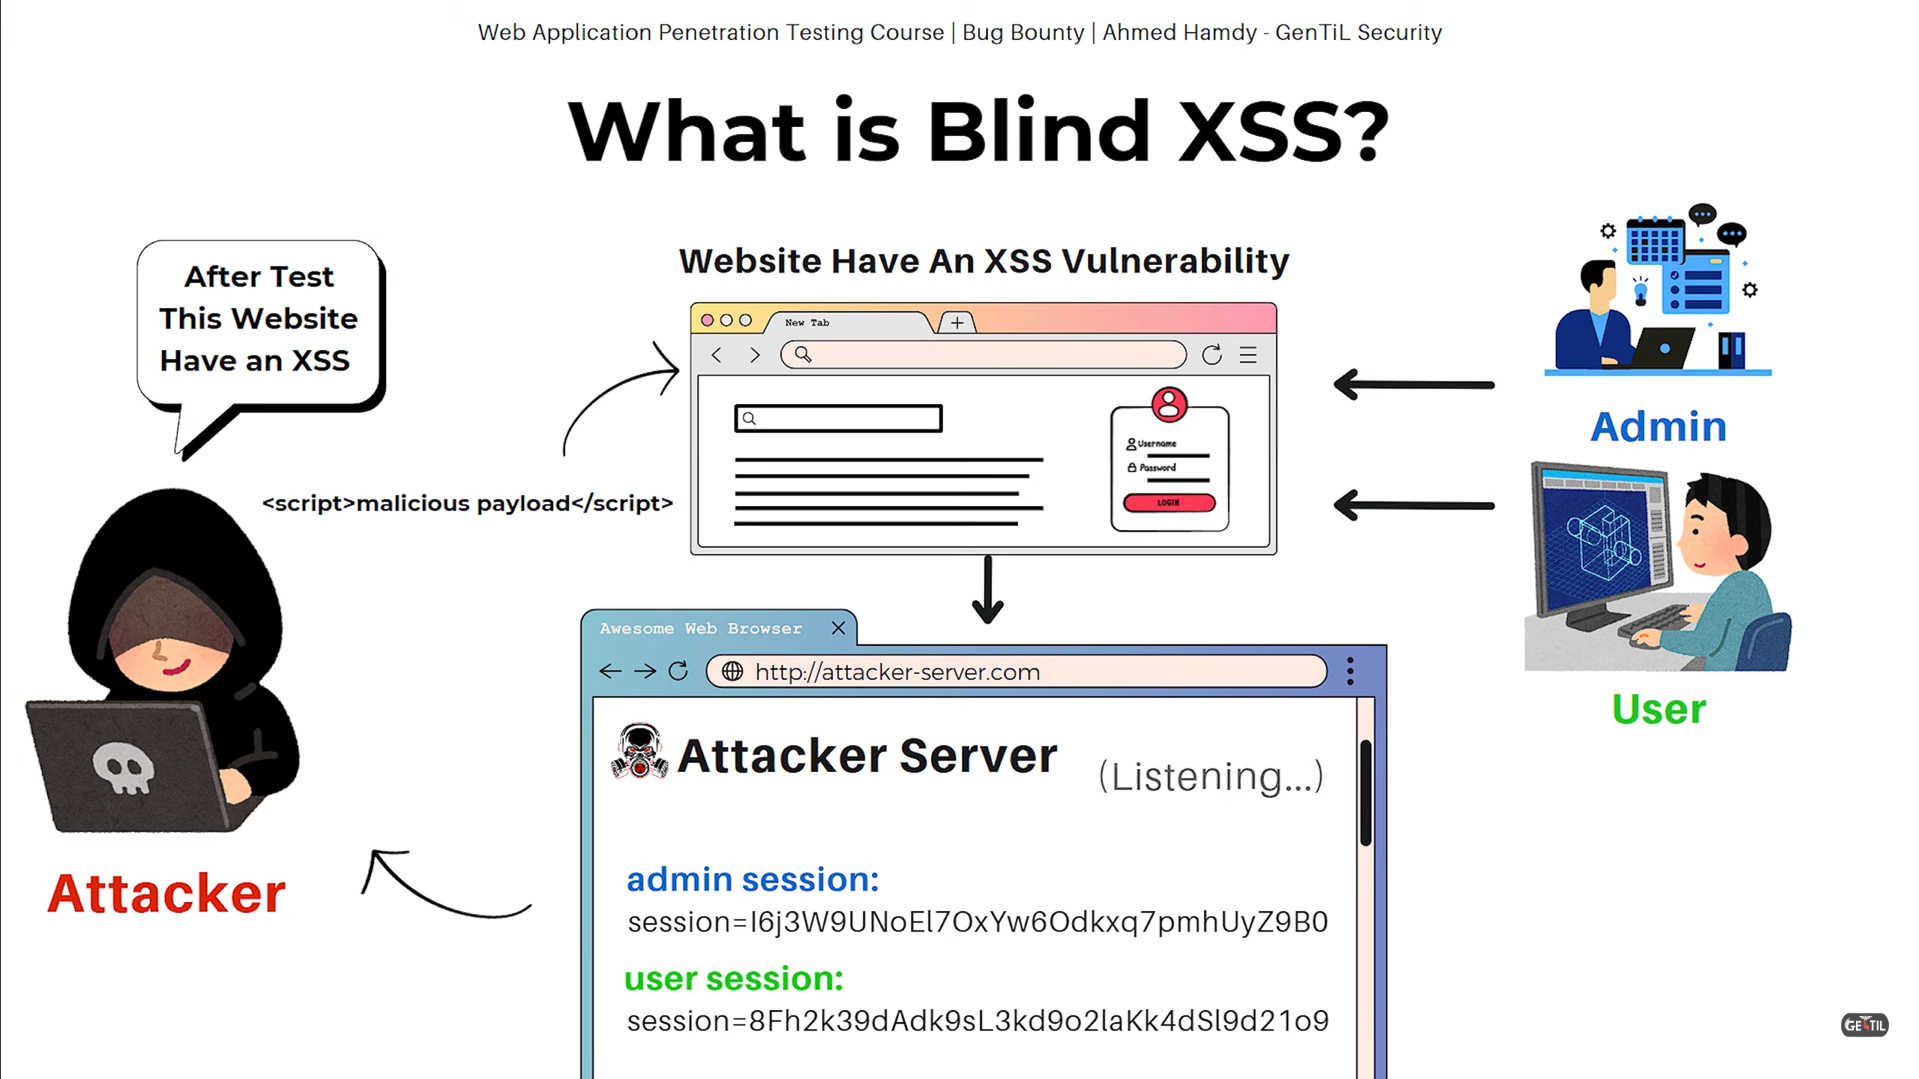 Web Application Penetration Testing Course | Bug Bounty | Ahmed Hamdy - GenTiL Security
What is Blind XSS?
After Test
This Website
Have an XSS
Website Have An XSS Vulnerability
New Tab
Username
Password
LOGIN
<script>malicious payload</script>
Admin
User
Awesome Web Browser
http://attacker-server.com
Attacker Server
(Listening...)
admin session:
session=I6j3W9UNoEl7OxYw6Odkxq7pmhUyZ9B0
user session:
session=8Fh2k39dAdk9sL3kd9o2laKk4dSl9d21o9
Attacker
GENTIL